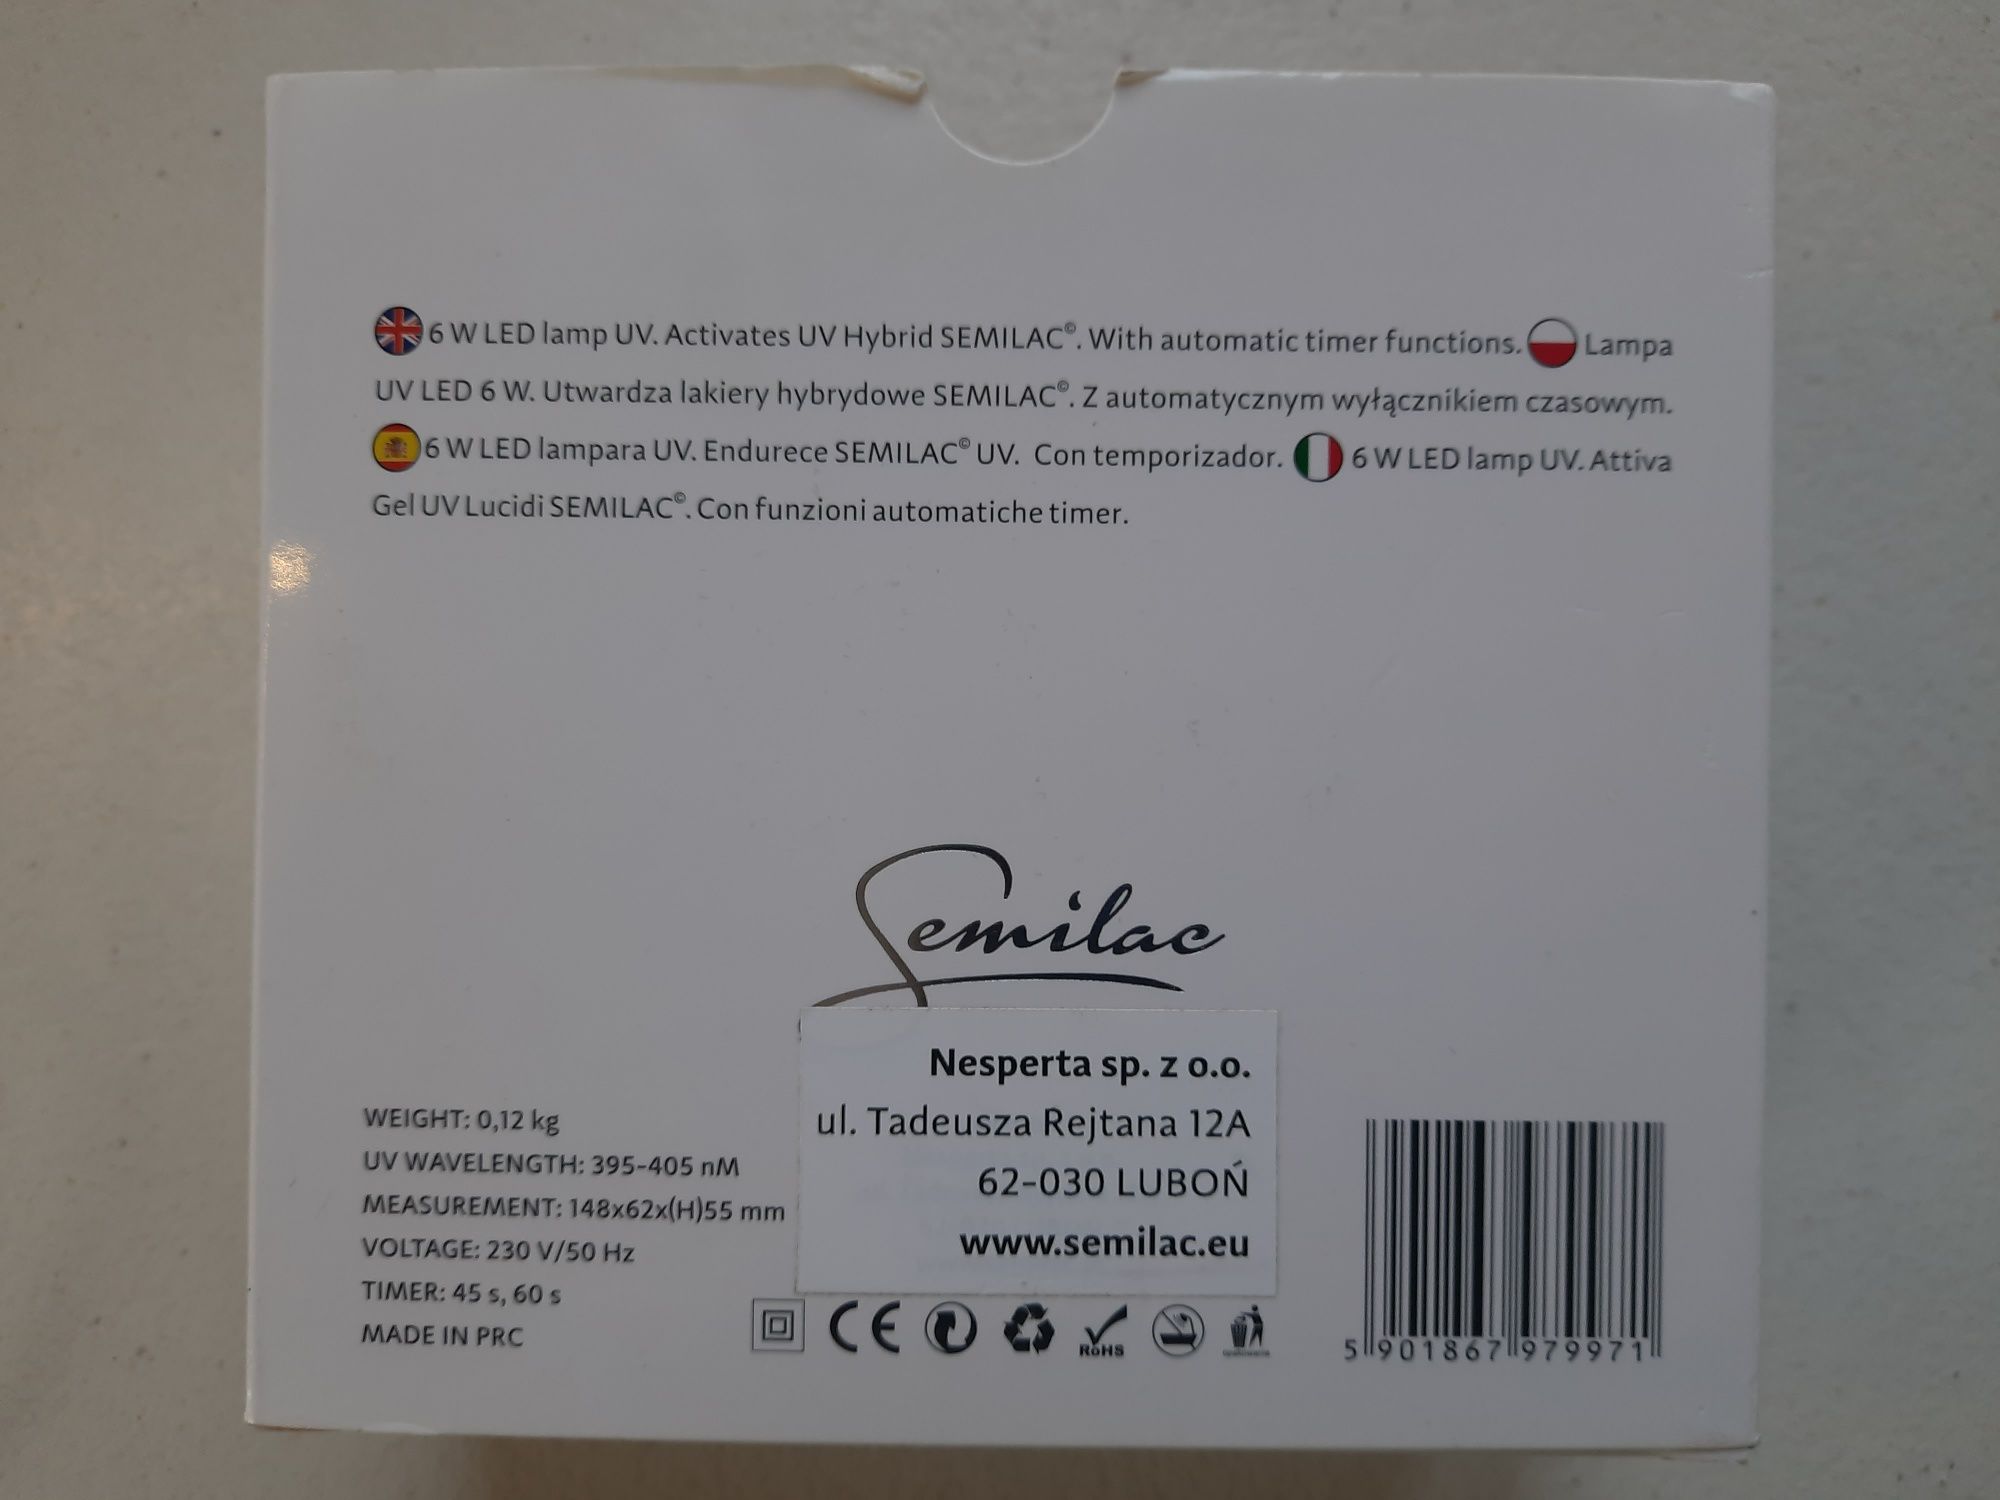 6 W LED lamp UV. Activates UV Hybrid SEMILAC©. With automatic timer functions. Lampa
UV LED 6 W. Utwardza lakiery hybrydowe SEMILAC©. Z automatycznym wyłącznikiem czasowym.
6 W LED lampara UV. Endurece SEMILAC© UV. Con temporizador. 6 W LED lamp UV. Attiva
Gel UV Lucidi SEMILAC©. Con funzioni automatiche timer.
Semilac
Nesperta sp. z o.o.
ul. Tadeusza Rejtana 12A
62-030 LUBOŃ
www.semilac.eu
WEIGHT: 0,12 kg
UV WAVELENGTH: 395-405 nM
MEASUREMENT: 148x62x(H)55 mm
VOLTAGE: 230 V/50 Hz
TIMER: 45 s, 60 s
MADE IN PRC
CE
RoHS
5 901867 979971